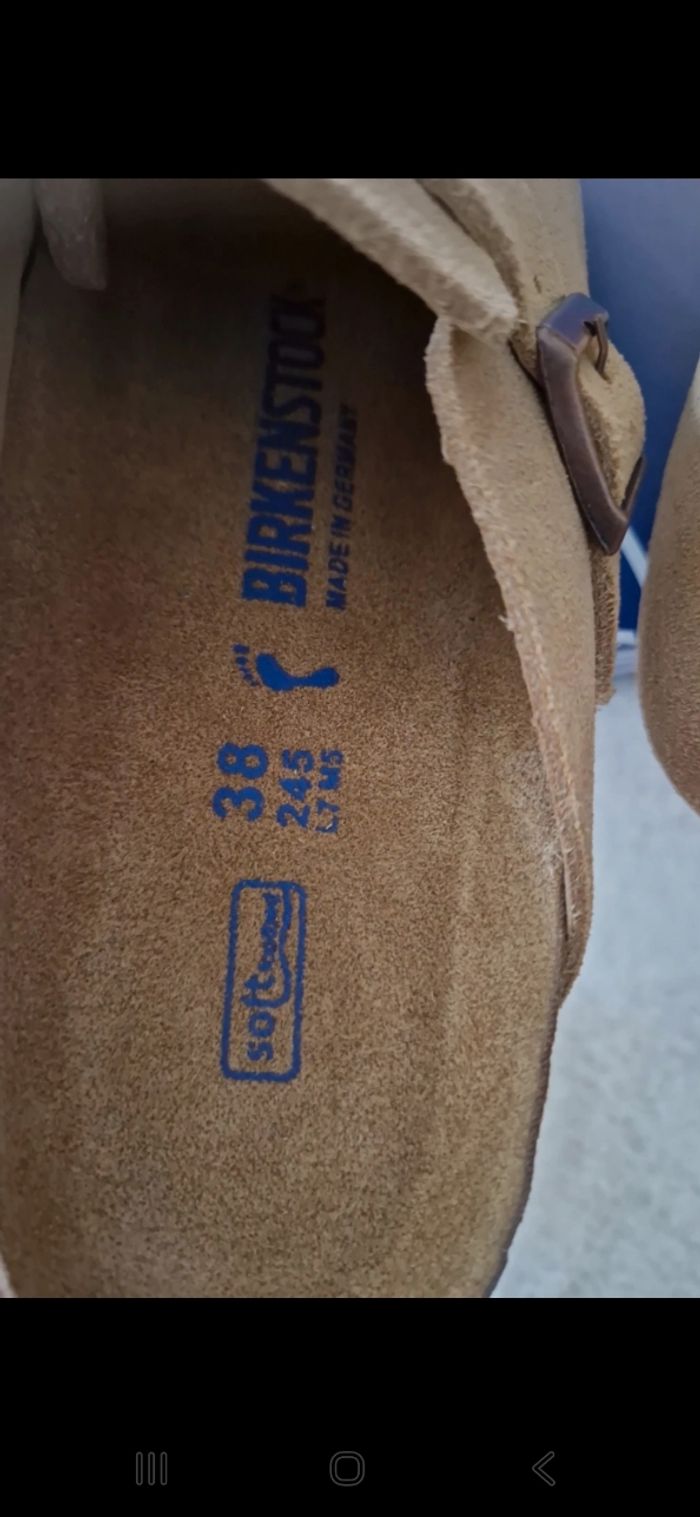 BIRKENSTOCK
MADE IN GERMANY
38
245
L7 M5
soft footbed